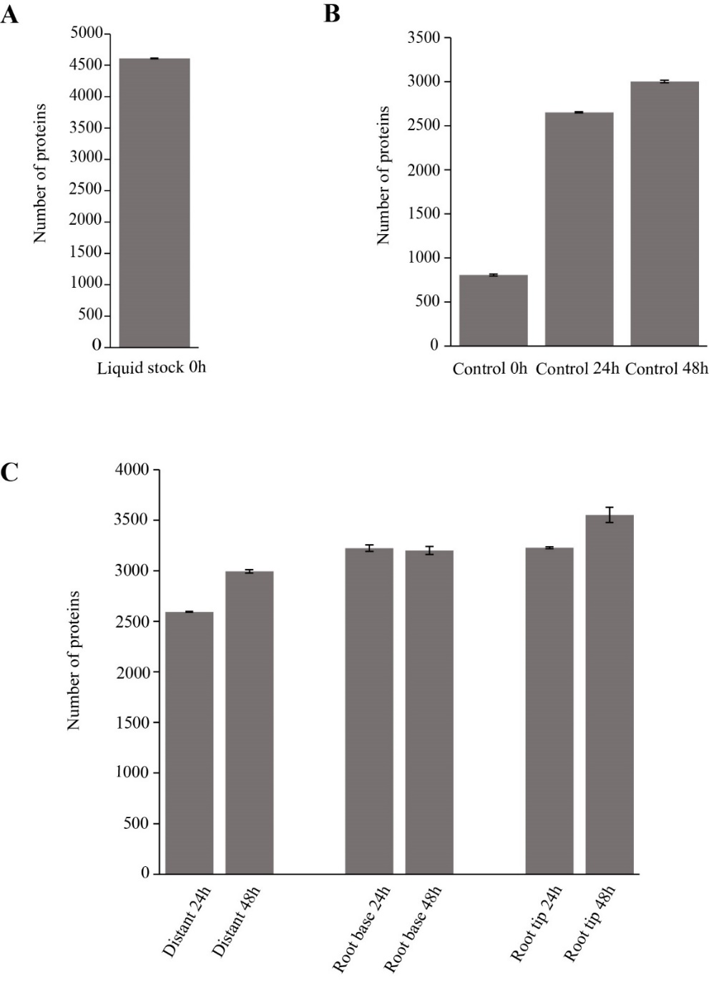 A
5000
4500
4000
3500
3000
2500
2000
1500
1000
500
0
Number of proteins
Liquid stock 0h
B
3500
3000
2500
2000
1500
1000
500
0
Number of proteins
Control 0h Control 24h Control 48h
C
4000
3500
3000
2500
2000
1500
1000
500
0
Number of proteins
Distant 24h
Distant 48h
Root base 24h
Root base 48h
Root tip 24h
Root tip 48h